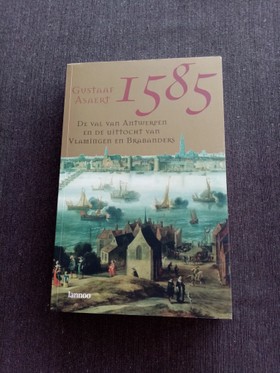 Gustaaf
Asaert
1585
De val van Antwerpen
en de uittocht van
Vlamingen en Brabanders
lannoo